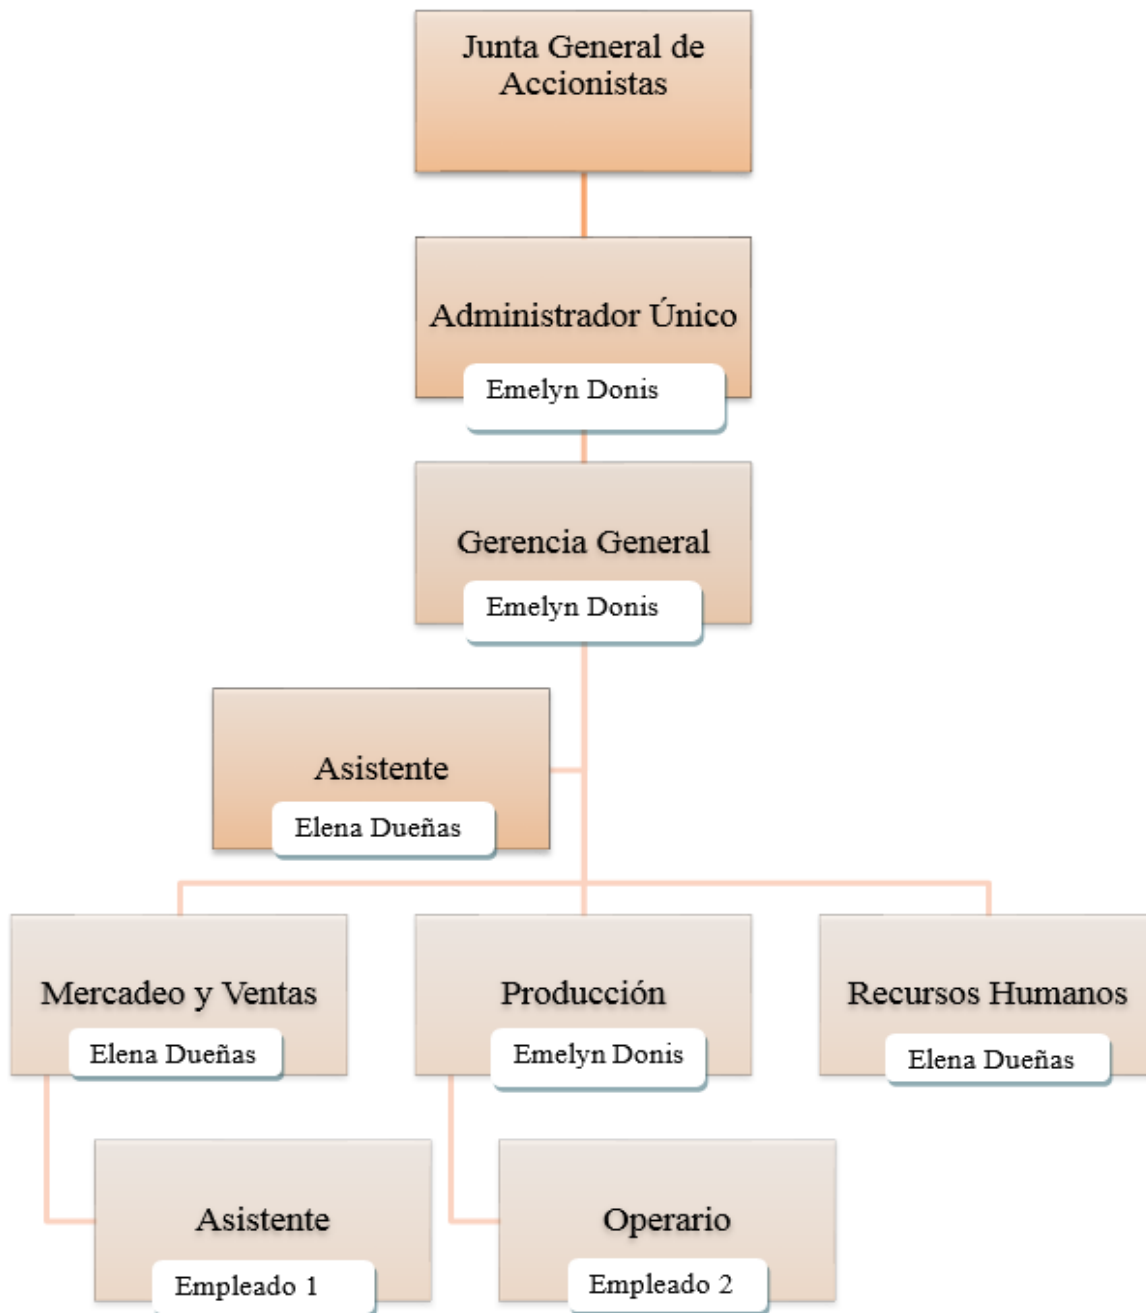 Junta General de
Accionistas
Administrador Único
Emelyn Donis
Gerencia General
Emelyn Donis
Asistente
Elena Dueñas
Mercadeo y Ventas
Elena Dueñas
Producción
Emelyn Donis
Recursos Humanos
Elena Dueñas
Asistente
Empleado 1
Operario
Empleado 2